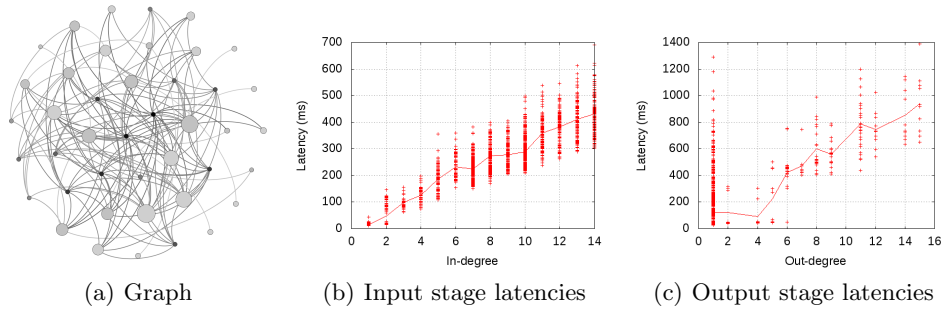 700
600
500
400
300
200
100
0
Latency (ms)
0 2 4 6 8 10 12 14
In-degree
1400
1200
1000
800
600
400
200
0
Latency (ms)
0 2 4 6 8 10 12 14 16
Out-degree
(a) Graph
(b) Input stage latencies
(c) Output stage latencies